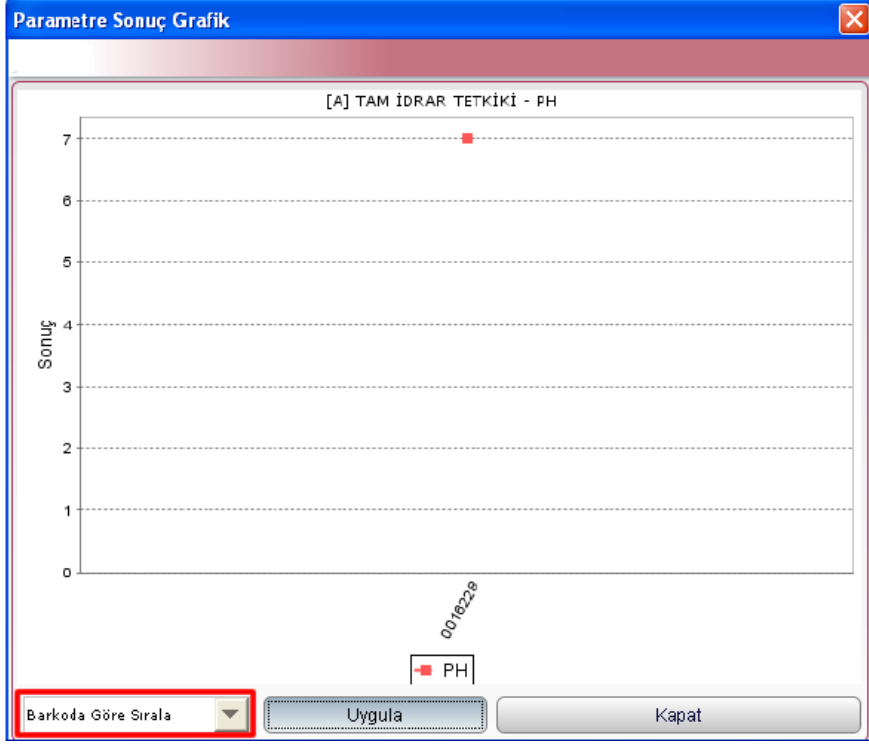 Parametre Sonuç Grafik
[A] TAM İDRAR TETKİKİ - PH
7
6
5
4
3
2
1
0
Sonuç
0016228
PH
Barkoda Göre Sırala
Uygula
Kapat